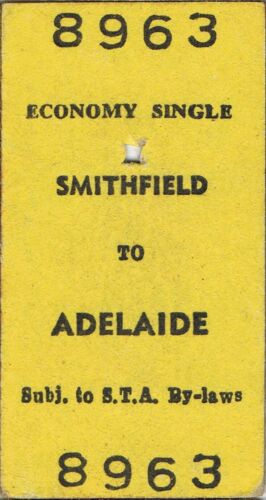 8963
ECONOMY SINGLE
SMITHFIELD
TO
ADELAIDE
Subj. to S.T.A. By-laws
8963